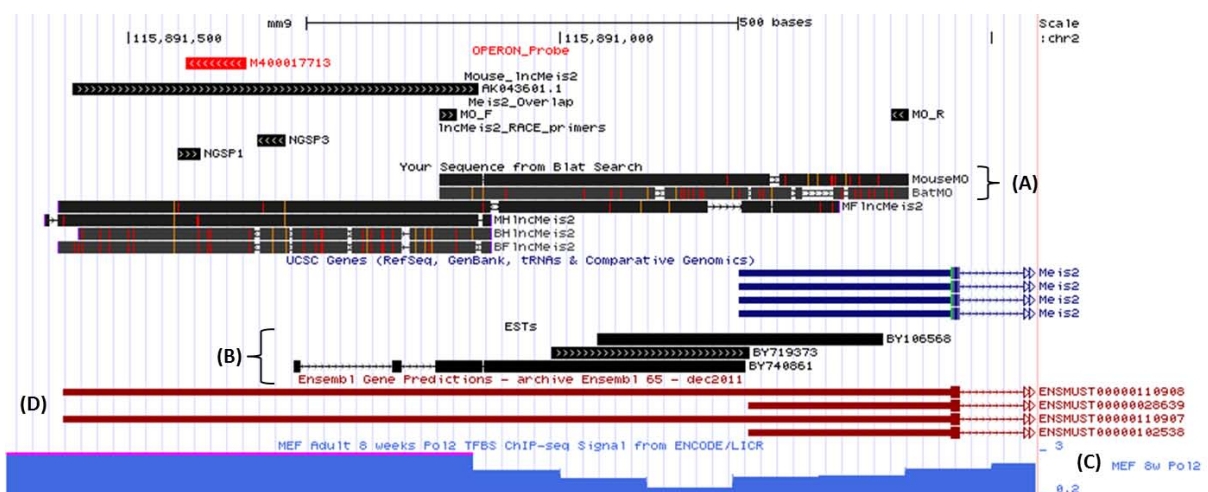 mm9 500 bases Scale
115,891,500 115,891,000 :chr2
OPERON_Probe
M400017713
Mouse_lncMeis2
AK043601.1
Meis2_Overlap
MO_F MO_R
lncMeis2_RACE_primers
NGSP3
NGSP1
Your Sequence from Blat Search
MouseMO
(A)
BatMO
MFlncMeis2
MHlncMeis2
BHlncMeis2
BFlncMeis2
UCSC Genes (RefSeq, GenBank, tRNAs & Comparative Genomics)
Meis2
Meis2
Meis2
Meis2
ESTs
BY106568
(B)
BY719373
BY740861
Ensembl Gene Predictions - archive Ensembl 65 - dec2011
ENSMUST00000110908
(D)
ENSMUST00000028639
ENSMUST00000110907
ENSMUST00000102538
MEF Adult 8 weeks Pol2 TFBS ChIP-seq Signal from ENCODE/LICR
_ 3
(C) MEF 8w Pol2
0.2